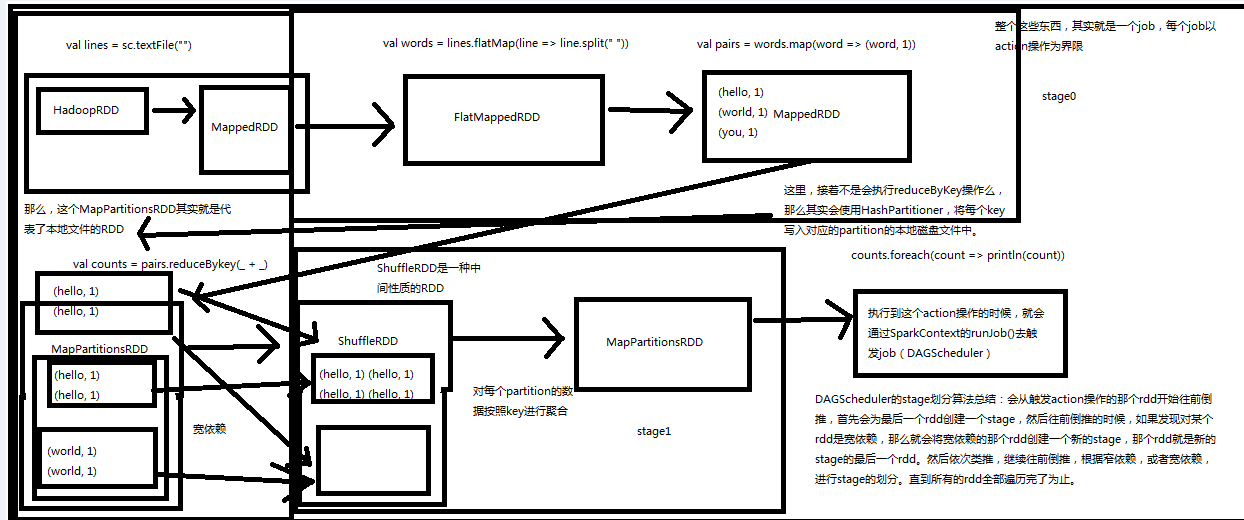 val lines = sc.textFile("")
val words = lines.flatMap(line => line.split(" "))
val pairs = words.map(word => (word, 1))
整个这些东西，其实就是一个job，每个job以
action操作为界限
stage0
HadoopRDD
MappedRDD
FlatMappedRDD
(hello, 1)
(world, 1)
(you, 1)
MappedRDD
那么，这个MapPartitionsRDD其实就是代
表了本地文件的RDD
这里，接着不是会执行reduceByKey操作么，
那么其实会使用HashPartitioner，将每个key
写入对应的partition的本地磁盘文件中。
val counts = pairs.reduceBykey(_ + _)
ShuffleRDD是一种中
间性质的RDD
counts.foreach(count => println(count))
(hello, 1)
(hello, 1)
MapPartitionsRDD
(hello, 1)
(hello, 1)
(world, 1)
(world, 1)
宽依赖
ShuffleRDD
(hello, 1) (hello, 1)
(hello, 1) (hello, 1)
对每个partition的数
据按照key进行聚合
MapPartitionsRDD
stage1
执行到这个action操作的时候，就会
通过SparkContext的runJob()去触
发job（DAGScheduler）
DAGScheduler的stage划分算法总结：会从触发action操作的那个rdd开始往前倒
推，首先会为最后一个rdd创建一个stage，然后往前倒推的时候，如果发现对某个
rdd是宽依赖，那么就会将宽依赖的那个rdd创建一个新的stage，那个rdd就是新的
stage的最后一个rdd。然后依次类推，继续往前倒推，根据窄依赖，或者宽依赖，
进行stage的划分。直到所有的rdd全部遍历完了为止。